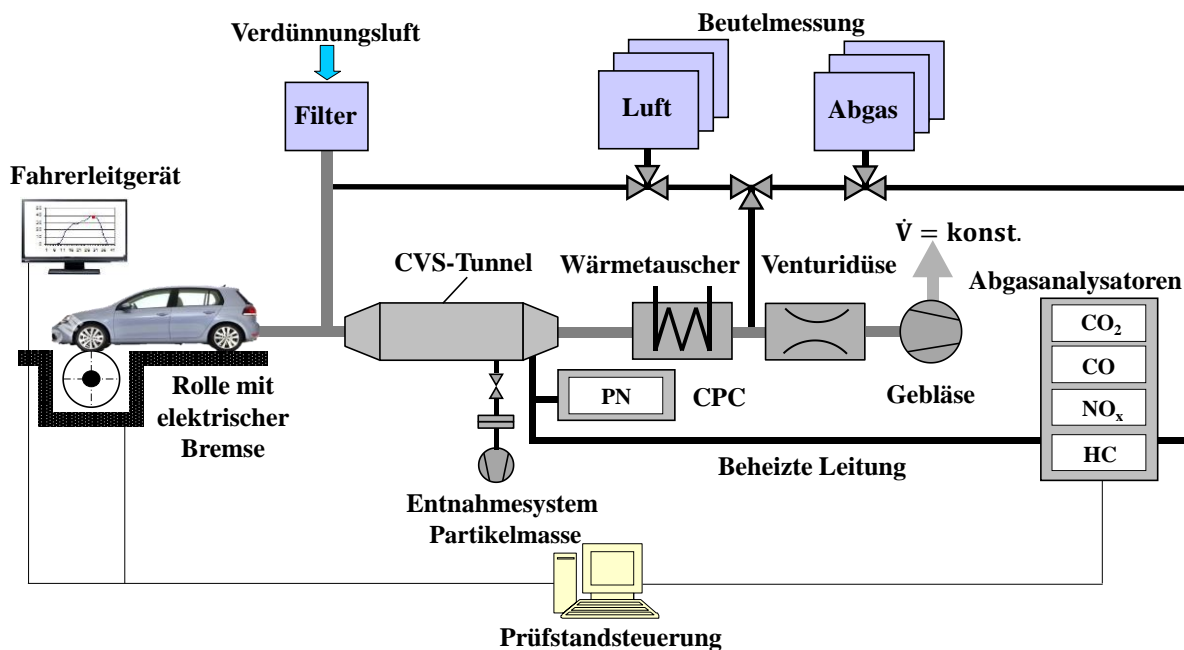 Verdünnungsluft
Beutelmessung
Filter
Luft
Abgas
Fahrerleitgerät
V̇ = konst.
CVS-Tunnel
Wärmetauscher
Venturidüse
Abgasanalysatoren
CO₂
CO
NOₓ
HC
Rolle mit
elektrischer
Bremse
PN
CPC
Gebläse
Beheizte Leitung
Entnahmesystem
Partikelmasse
Prüfstandsteuerung